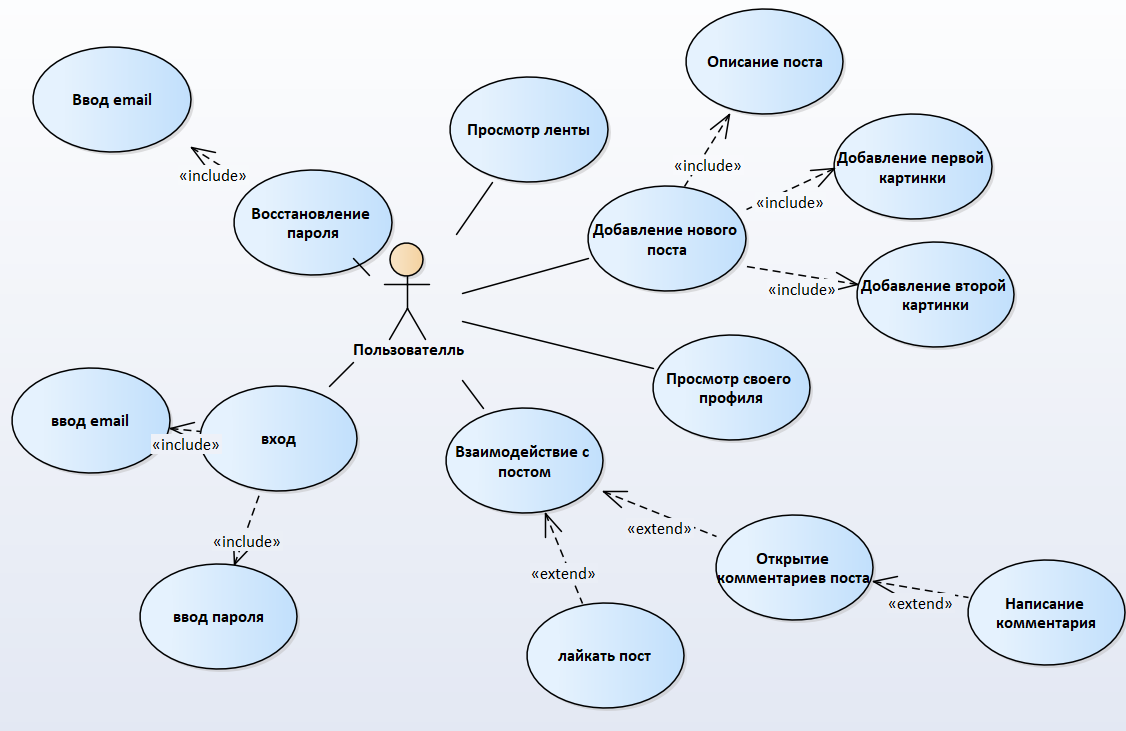 Описание поста
Ввод email
Просмотр ленты
«include»
Добавление первой
картинки
«include»
«include»
Восстановление
пароля
Добавление нового
поста
Добавление второй
картинки
«include»
Пользователль
Просмотр своего
профиля
ввод email
«include»
вход
Взаимодействие с
постом
«include»
«extend»
Открытие
комментариев поста
«extend»
«extend»
Написание
комментария
ввод пароля
лайкать пост